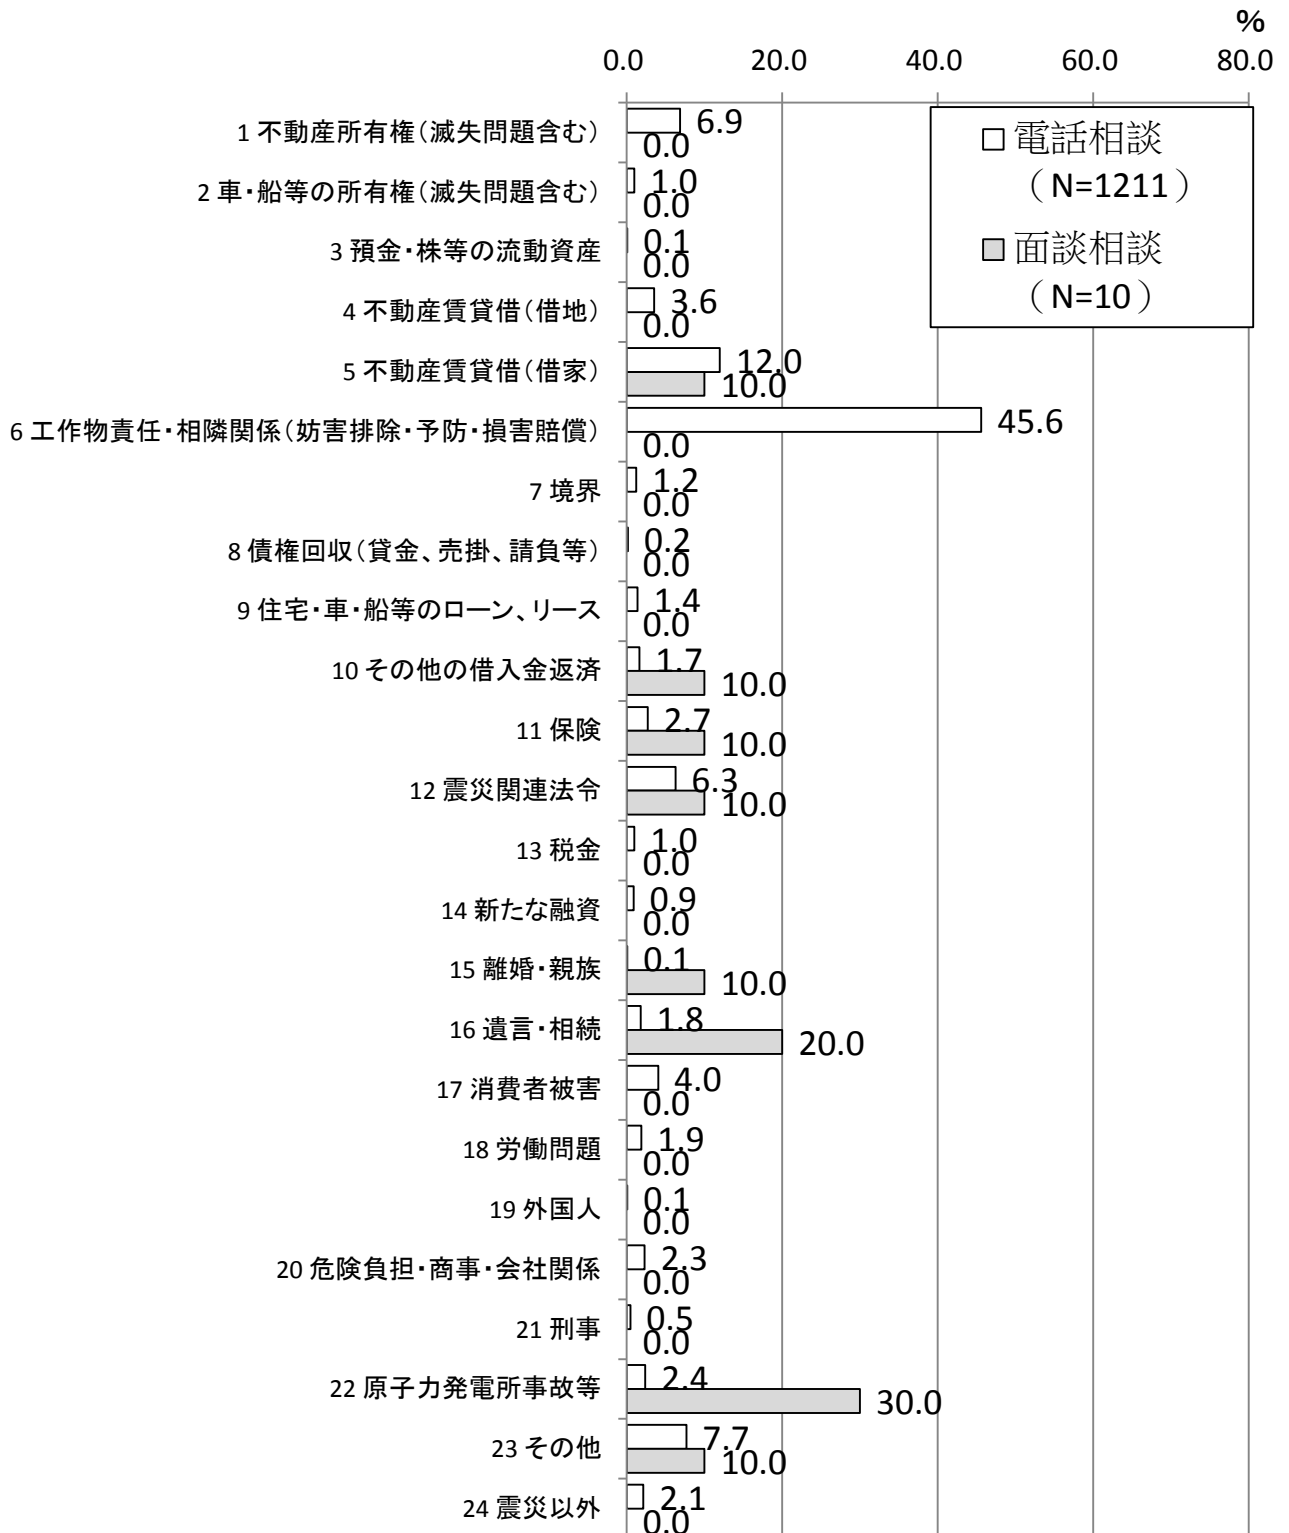 %
0.0 20.0 40.0 60.0 80.0
電話相談
（N=1211）
面談相談
（N=10）
1 不動産所有権（滅失問題含む）
6.9
0.0
2 車・船等の所有権（滅失問題含む）
1.0
0.0
3 預金・株等の流動資産
0.1
0.0
4 不動産賃貸借（借地）
3.6
0.0
5 不動産賃貸借（借家）
12.0
10.0
6 工作物責任・相隣関係（妨害排除・予防・損害賠償）
45.6
0.0
7 境界
1.2
0.0
8 債権回収（貸金、売掛、請負等）
0.2
0.0
9 住宅・車・船等のローン、リース
1.4
0.0
10 その他の借入金返済
1.7
10.0
11 保険
2.7
10.0
12 震災関連法令
6.3
10.0
13 税金
1.0
0.0
14 新たな融資
0.9
0.0
15 離婚・親族
0.1
10.0
16 遺言・相続
1.8
20.0
17 消費者被害
4.0
0.0
18 労働問題
1.9
0.0
19 外国人
0.1
0.0
20 危険負担・商事・会社関係
2.3
0.0
21 刑事
0.5
0.0
22 原子力発電所事故等
2.4
30.0
23 その他
7.7
10.0
24 震災以外
2.1
0.0